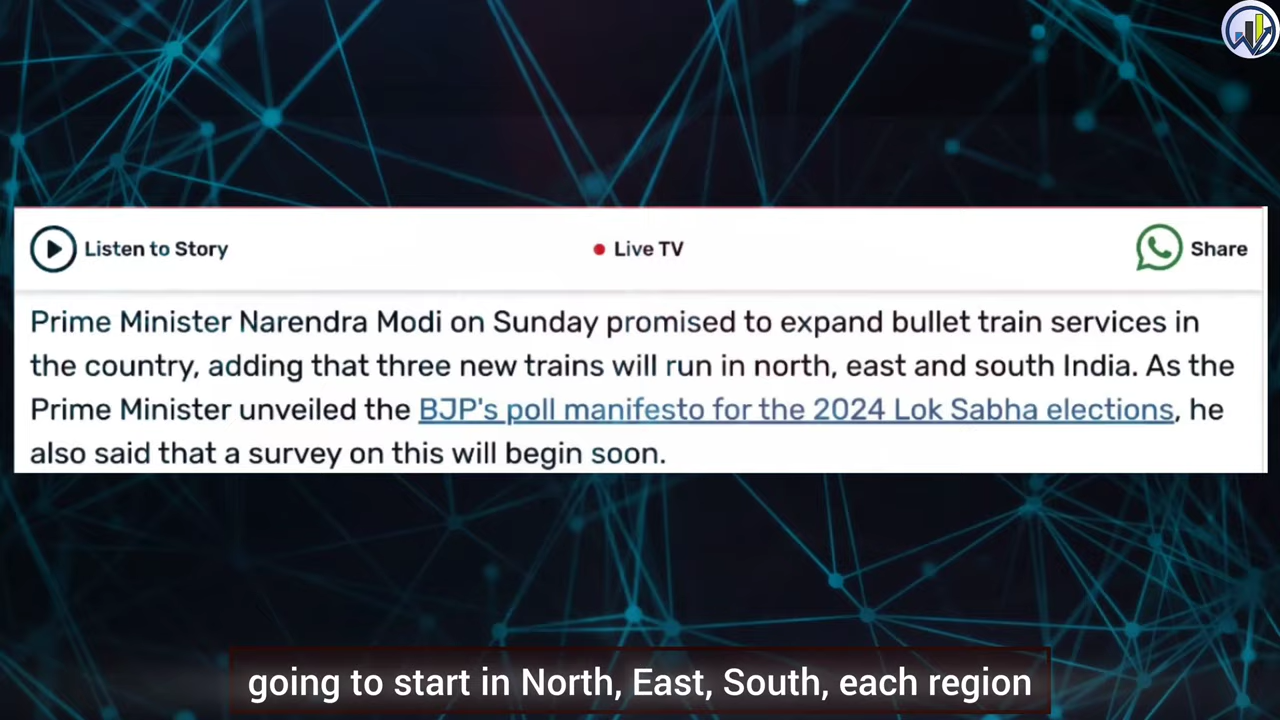 Listen to Story
Live TV
Share
Prime Minister Narendra Modi on Sunday promised to expand bullet train services in
the country, adding that three new trains will run in north, east and south India. As the
Prime Minister unveiled the BJP's poll manifesto for the 2024 Lok Sabha elections, he
also said that a survey on this will begin soon.
going to start in North, East, South, each region